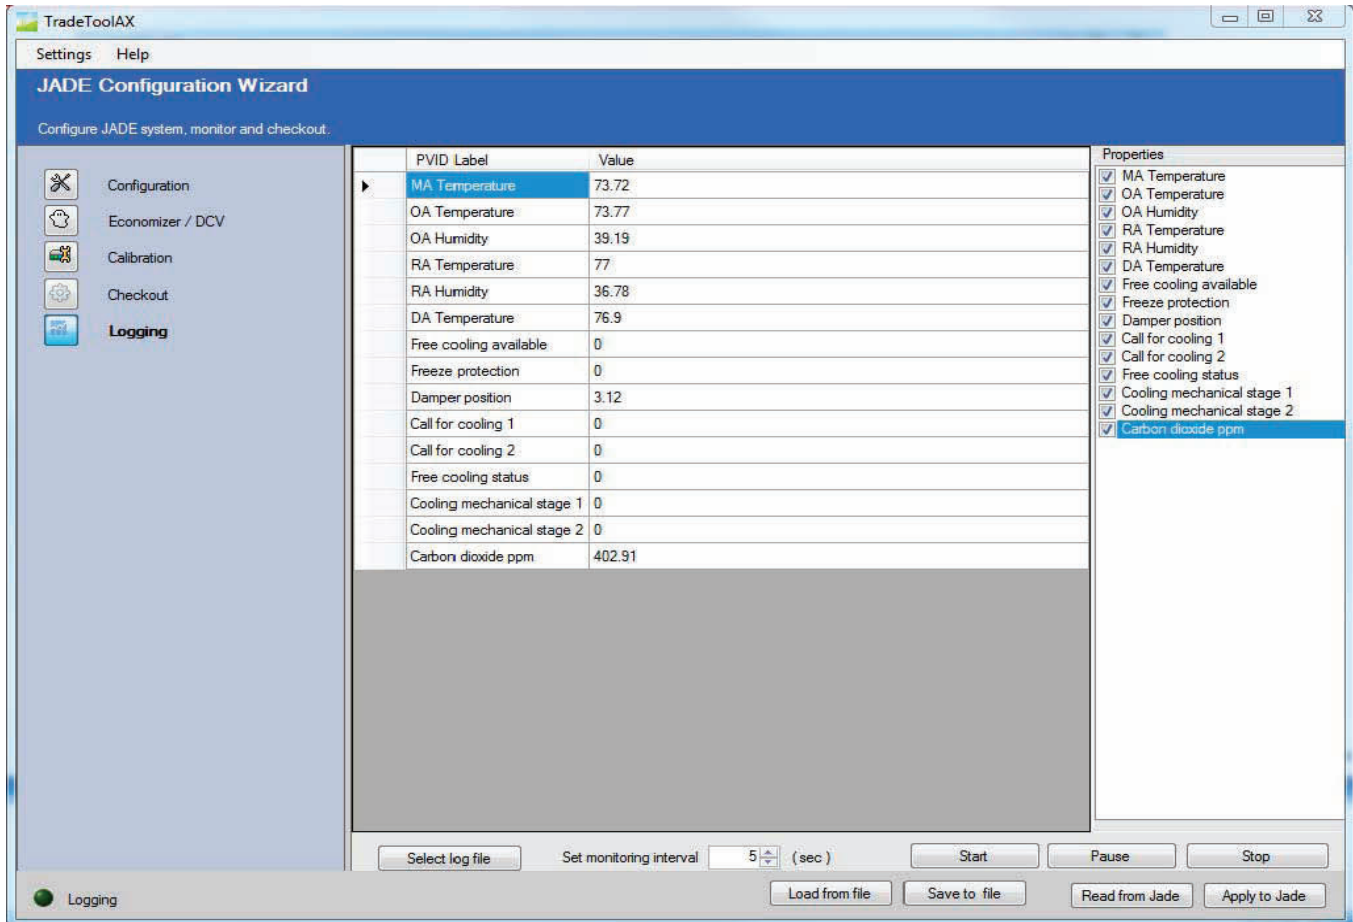 TradeToolAX
Settings Help
JADE Configuration Wizard
Configure JADE system, monitor and checkout.
Configuration
Economizer / DCV
Calibration
Checkout
Logging
PVID Label Value
MA Temperature 73.72
OA Temperature 73.77
OA Humidity 39.19
RA Temperature 77
RA Humidity 36.78
DA Temperature 76.9
Free cooling available 0
Freeze protection 0
Damper position 3.12
Call for cooling 1 0
Call for cooling 2 0
Free cooling status 0
Cooling mechanical stage 1 0
Cooling mechanical stage 2 0
Carbon dioxide ppm 402.91
Properties
MA Temperature
OA Temperature
OA Humidity
RA Temperature
RA Humidity
DA Temperature
Free cooling available
Freeze protection
Damper position
Call for cooling 1
Call for cooling 2
Free cooling status
Cooling mechanical stage 1
Cooling mechanical stage 2
Carbon dioxide ppm
Select log file Set monitoring interval 5 (sec) Start Pause Stop
Logging Load from file Save to file Read from Jade Apply to Jade